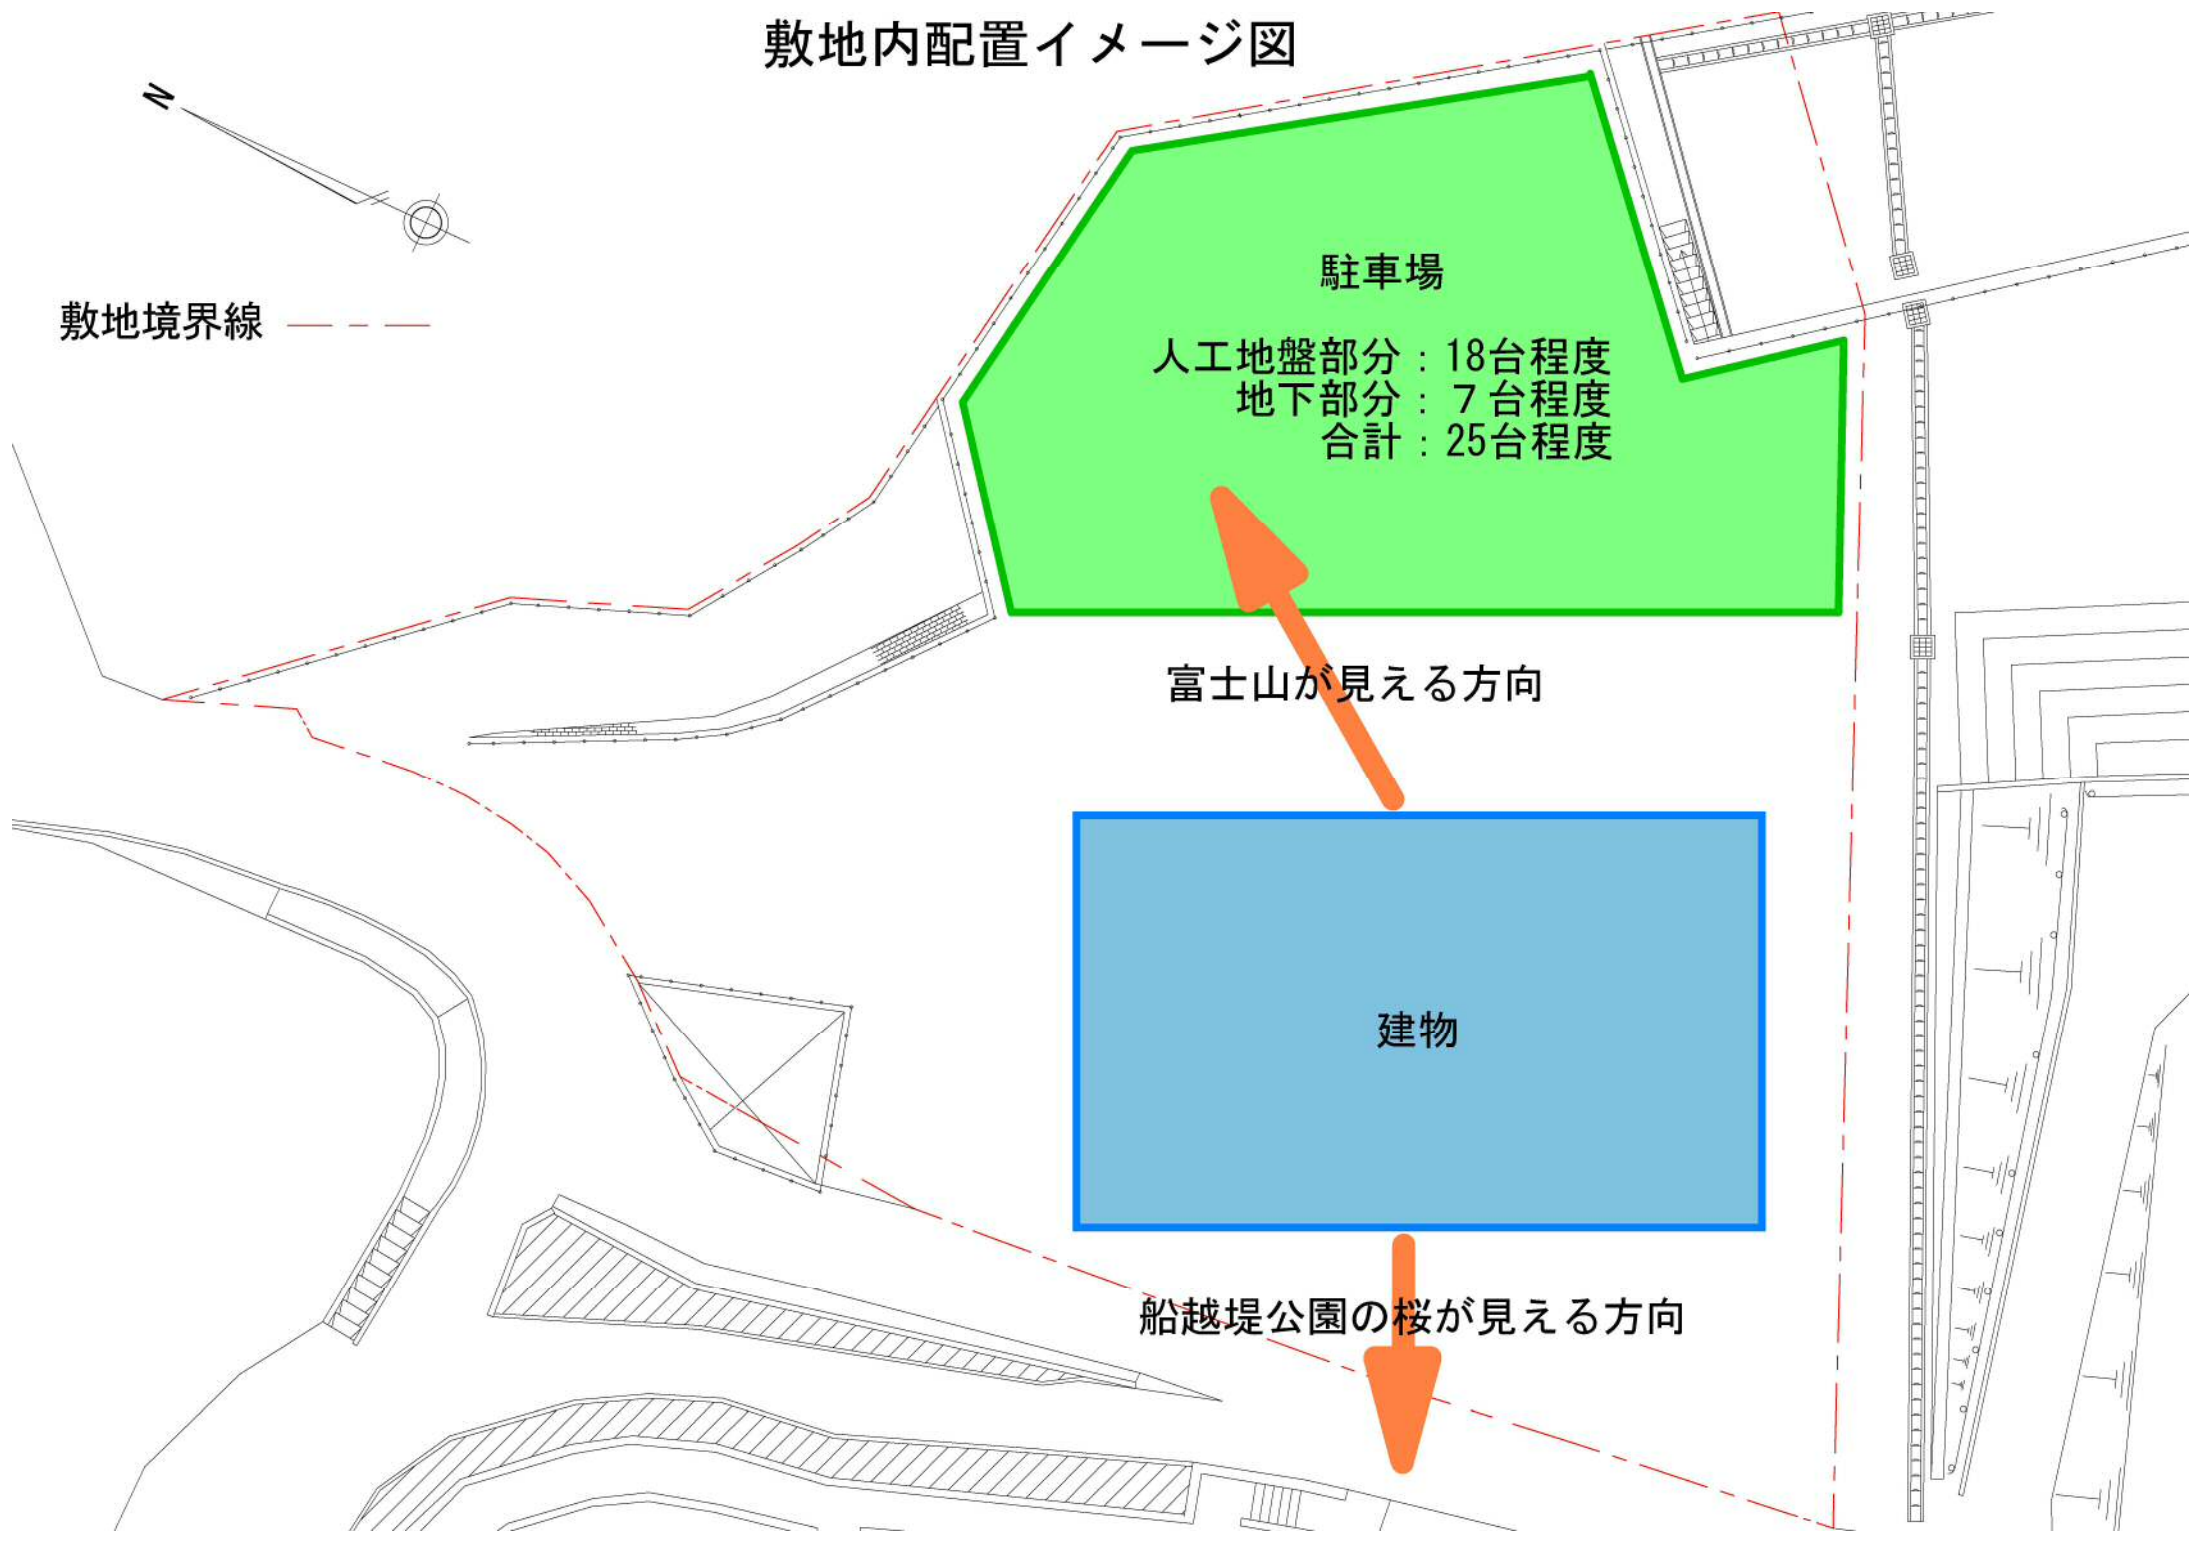 敷地内配置イメージ図
N
敷地境界線
駐車場
人工地盤部分：18台程度
地下部分：７台程度
合計：25台程度
富士山が見える方向
建物
船越堤公園の桜が見える方向